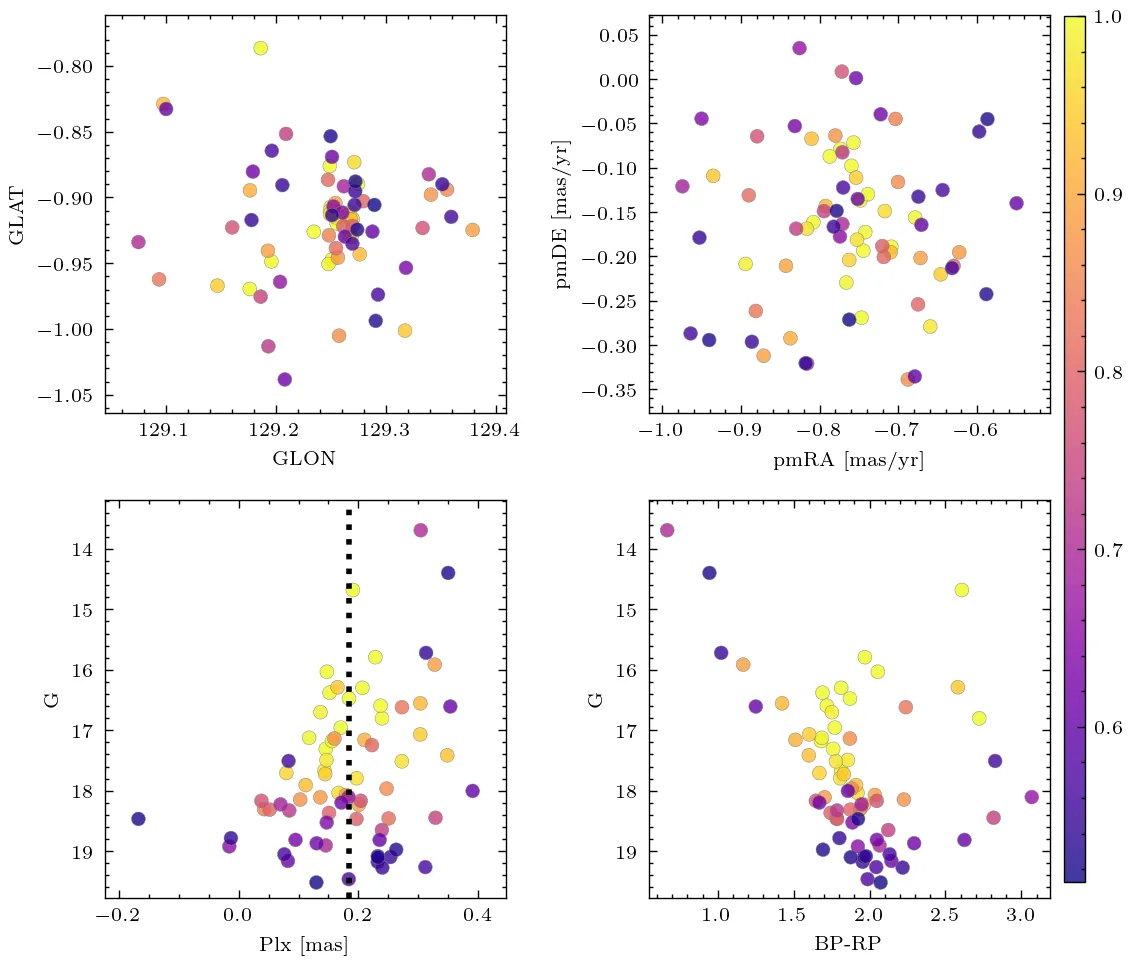 −0.80
−0.85
−0.90
−0.95
−1.00
−1.05
GLAT
129.1 129.2 129.3 129.4
GLON
0.05
0.00
−0.05
−0.10
−0.15
−0.20
−0.25
−0.30
−0.35
pmDE [mas/yr]
−1.0 −0.9 −0.8 −0.7 −0.6
pmRA [mas/yr]
14
15
16
17
18
19
G
−0.2 0.0 0.2 0.4
Plx [mas]
14
15
16
17
18
19
G
1.0 1.5 2.0 2.5 3.0
BP-RP
1.0
0.9
0.8
0.7
0.6